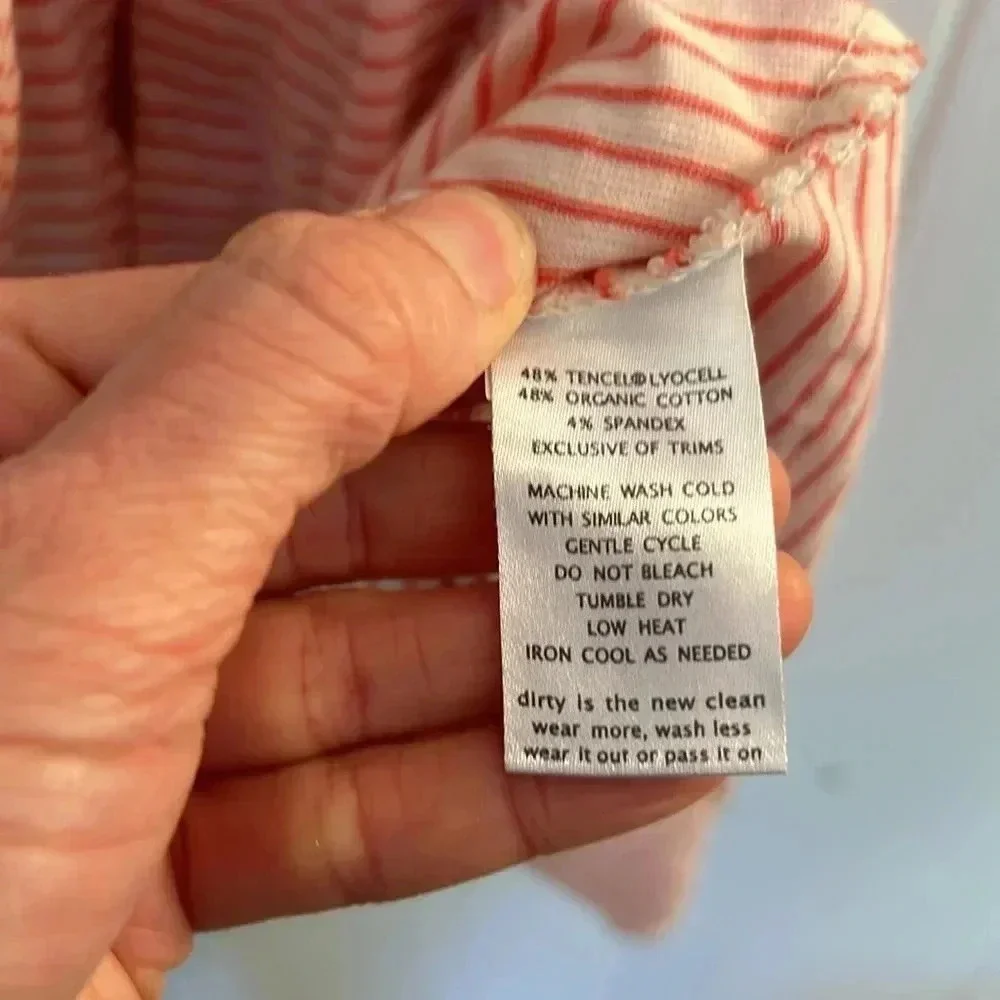 48% TENCEL® LYOCELL
48% ORGANIC COTTON
4% SPANDEX
EXCLUSIVE OF TRIMS
MACHINE WASH COLD
WITH SIMILAR COLORS
GENTLE CYCLE
DO NOT BLEACH
TUMBLE DRY
LOW HEAT
IRON COOL AS NEEDED
dirty is the new clean
wear more, wash less
wear it out or pass it on